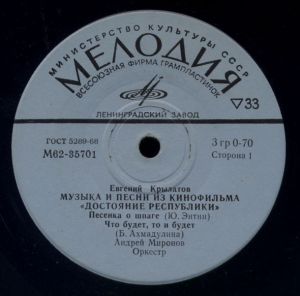 МИНИСТЕРСТВО КУЛЬТУРЫ СССР
МЕЛОДИЯ
ВСЕСОЮЗНАЯ ФИРМА ГРАМПЛАСТИНОК
▽33
ЛЕНИНГРАДСКИЙ ЗАВОД
ГОСТ 5289-68
М62-35701
3 гр 0-70
Сторона 1
Евгений Крылатов
МУЗЫКА И ПЕСНИ ИЗ КИНОФИЛЬМА
«ДОСТОЯНИЕ РЕСПУБЛИКИ»
Песенка о шпаге (Ю. Энтин)
Что будет, то и будет
(Б. Ахмадулина)
Андрей Миронов
Оркестр